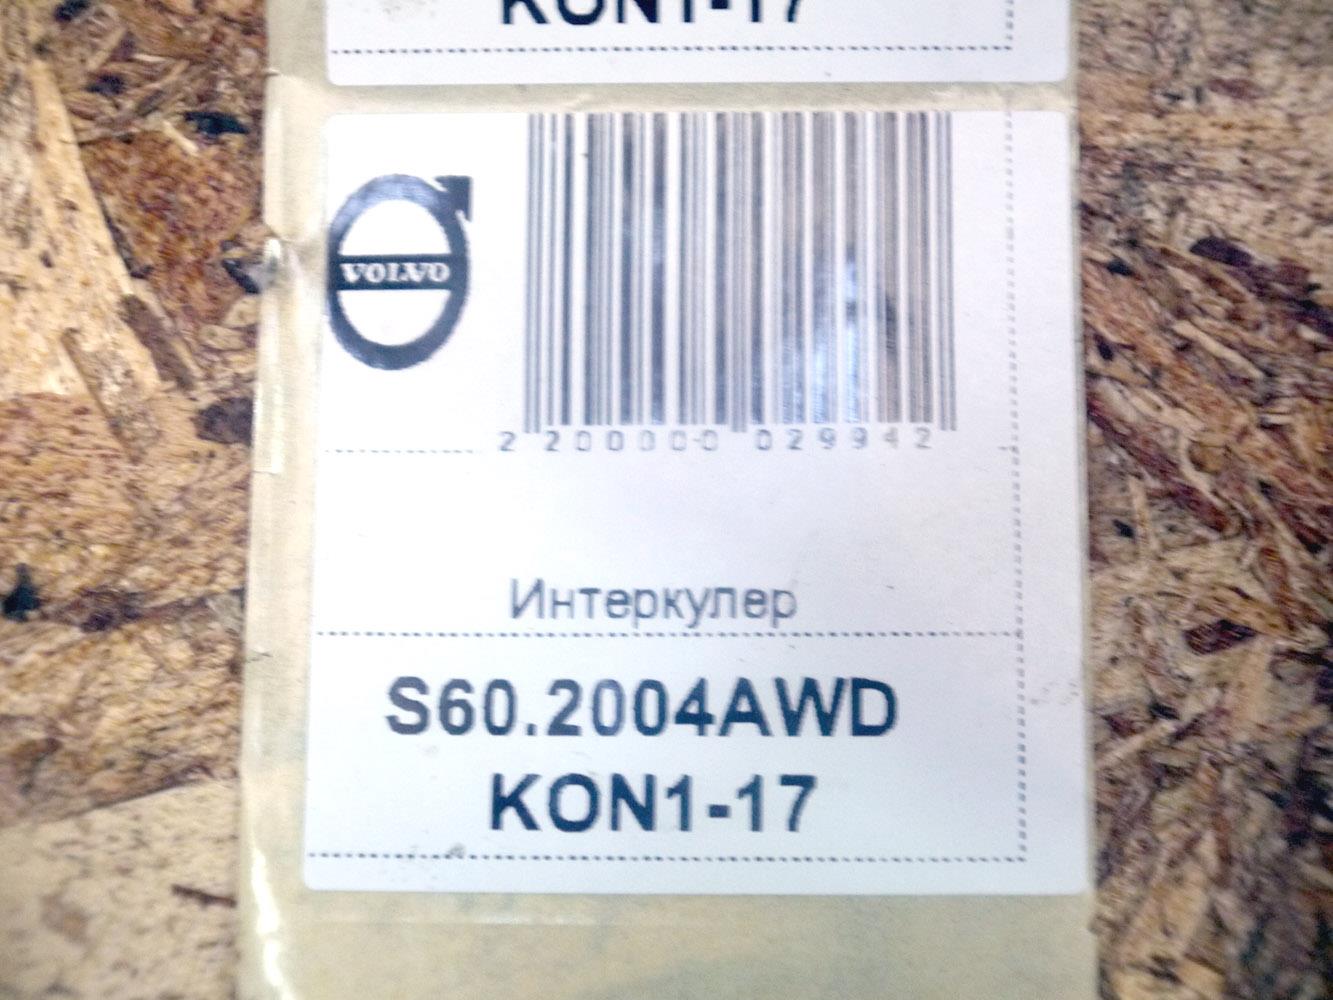 KON1-17
VOLVO
2 200000 029942
Интеркулер
S60.2004AWD
KON1-17